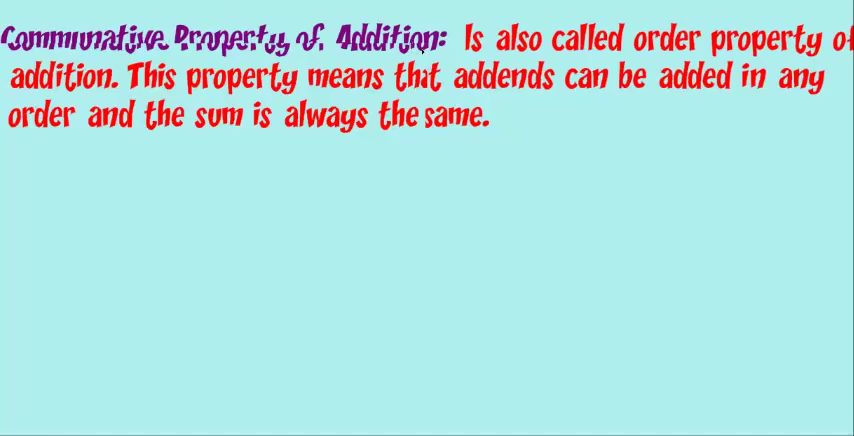 Communative Property of Addition: Is also called order property of
addition. This property means that addends can be added in any
order and the sum is always the same.